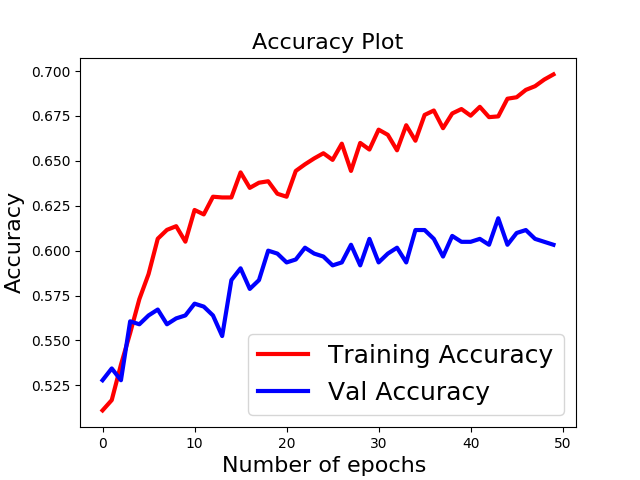 Accuracy Plot
Accuracy
0.700
0.675
0.650
0.625
0.600
0.575
0.550
0.525
Training Accuracy
Val Accuracy
0 10 20 30 40 50
Number of epochs